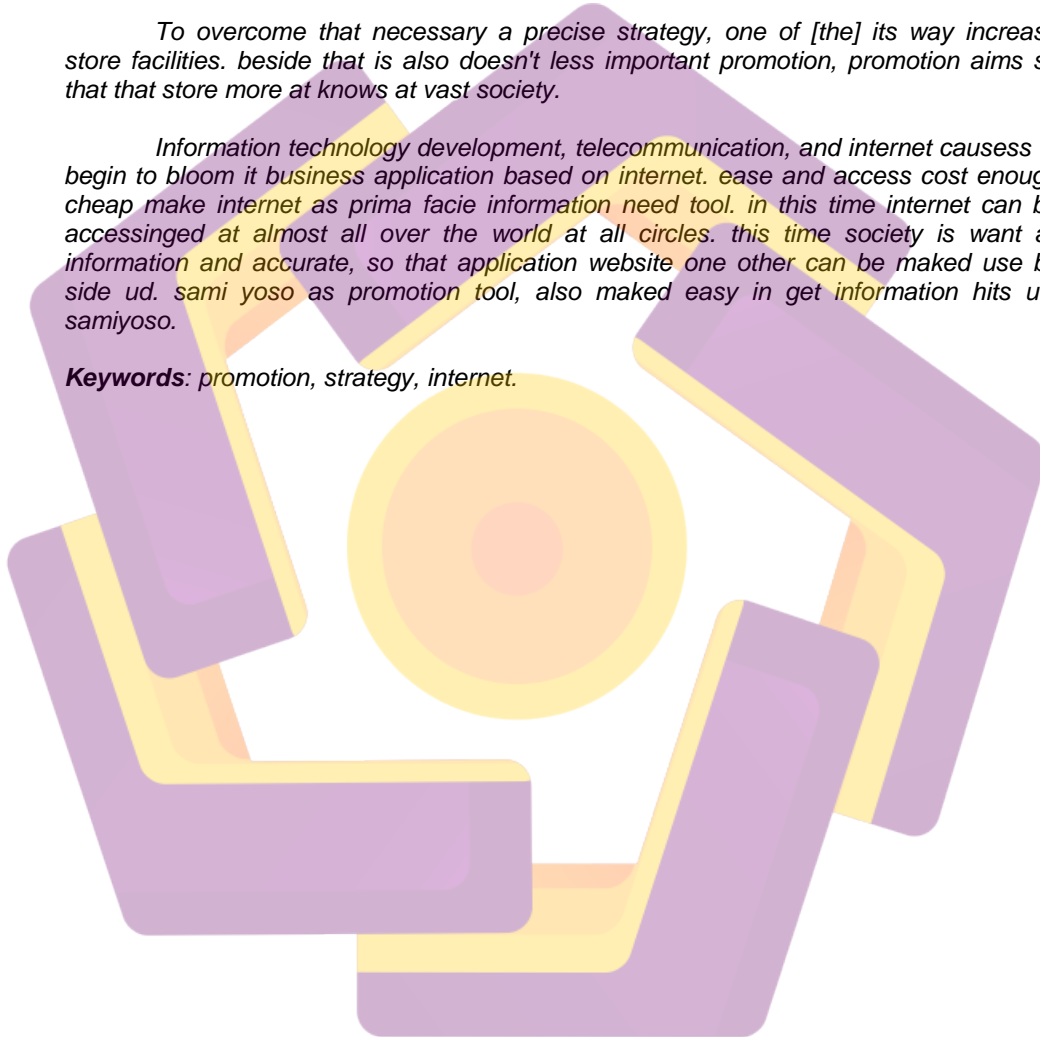 To overcome that necessary a precise strategy, one of [the] its way increas
store facilities. beside that is also doesn't less important promotion, promotion aims s
that that store more at knows at vast society.
Information technology development, telecommunication, and internet causess
begin to bloom it business application based on internet. ease and access cost enoug
cheap make internet as prima facie information need tool. in this time internet can b
accessinged at almost all over the world at all circles. this time society is want a
information and accurate, so that application website one other can be maked use b
side ud. sami yoso as promotion tool, also maked easy in get information hits u
samiyoso.
Keywords: promotion, strategy, internet.